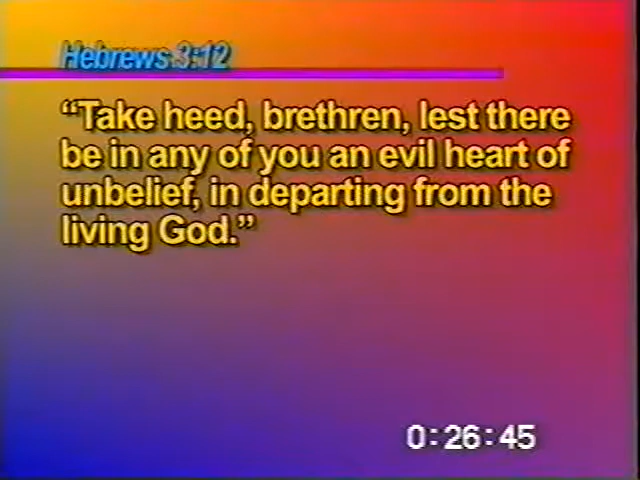 Hebrews 3:12
“Take heed, brethren, lest there
be in any of you an evil heart of
unbelief, in departing from the
living God.”
0:26:45